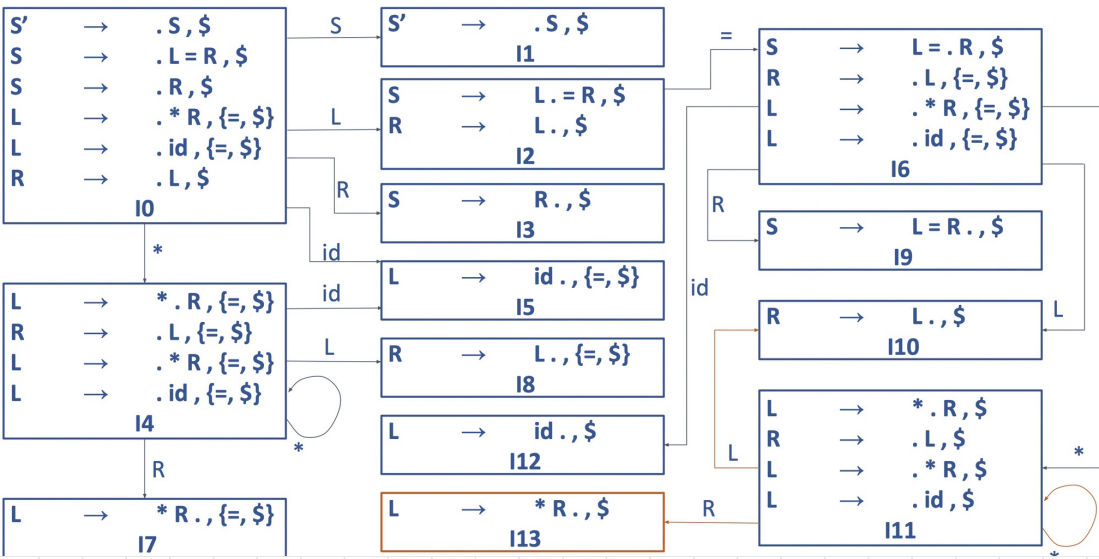 S' → . S , $
S → . L = R , $
S → . R , $
L → . * R , {=, $}
L → . id , {=, $}
R → . L , $
I0
S
L
R
id
*
S' → . S , $
I1
S → L . = R , $
R → L . , $
I2
=
S → R . , $
I3
L → * . R , {=, $}
R → . L , {=, $}
L → . * R , {=, $}
L → . id , {=, $}
I4
id
L
*
R
L → id . , {=, $}
I5
R → L . , {=, $}
I8
L → id . , $
I12
L → * R . , {=, $}
I7
L → * R . , $
I13
S → L = . R , $
R → . L , {=, $}
L → . * R , {=, $}
L → . id , {=, $}
I6
R
id
L
*
S → L = R . , $
I9
R → L . , $
I10
L → * . R , $
R → . L , $
L → . * R , $
L → . id , $
I11
L
R
*